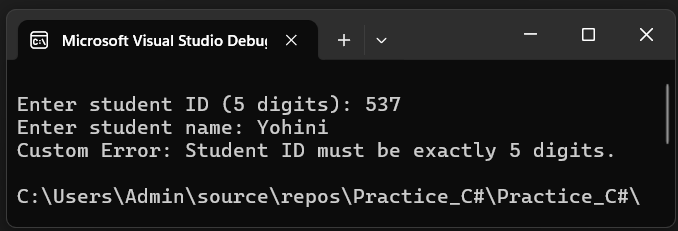 Microsoft Visual Studio Debug
Enter student ID (5 digits): 537
Enter student name: Yohini
Custom Error: Student ID must be exactly 5 digits.
C:\Users\Admin\source\repos\Practice_C#\Practice_C#\